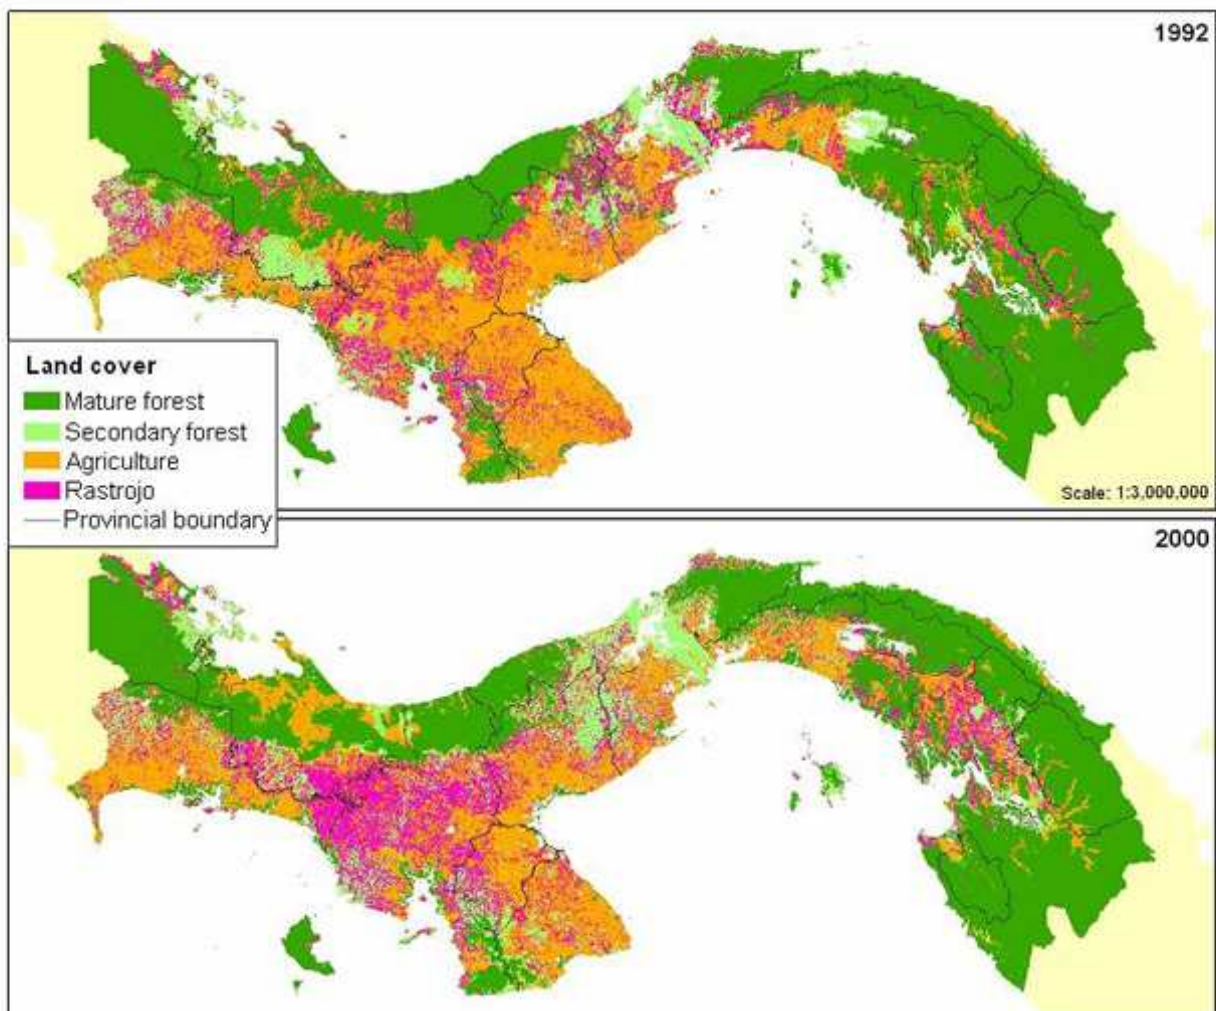 1992
Land cover
Mature forest
Secondary forest
Agriculture
Rastrojo
Provincial boundary
Scale: 1:3,000,000
2000